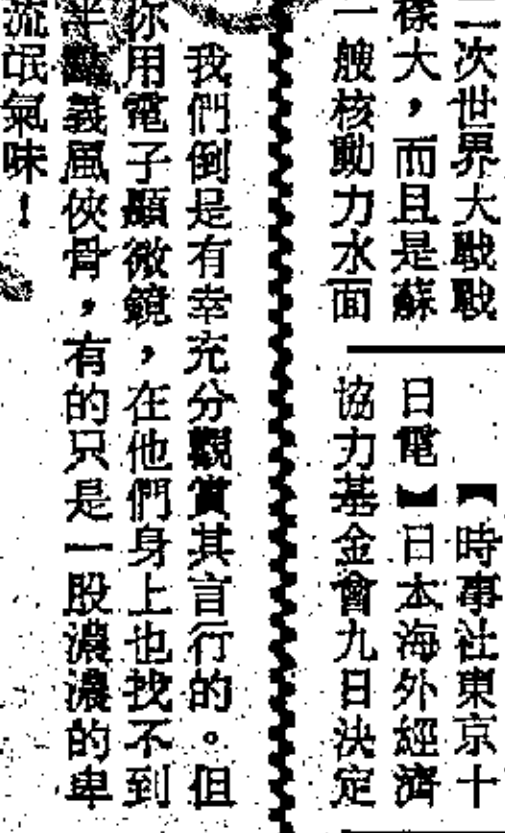 二次世界大戰戰
樣大，而且是蘇
一艘核動力水面
【時事社東京十
日電】日本海外經濟
協力基金會九日決定
我們倒是有幸充分觀賞其言行的。但
你用電子顯微鏡，在他們身上也找不到
半點義風俠骨，有的只是一股濃濃的卑
流氓氣味！